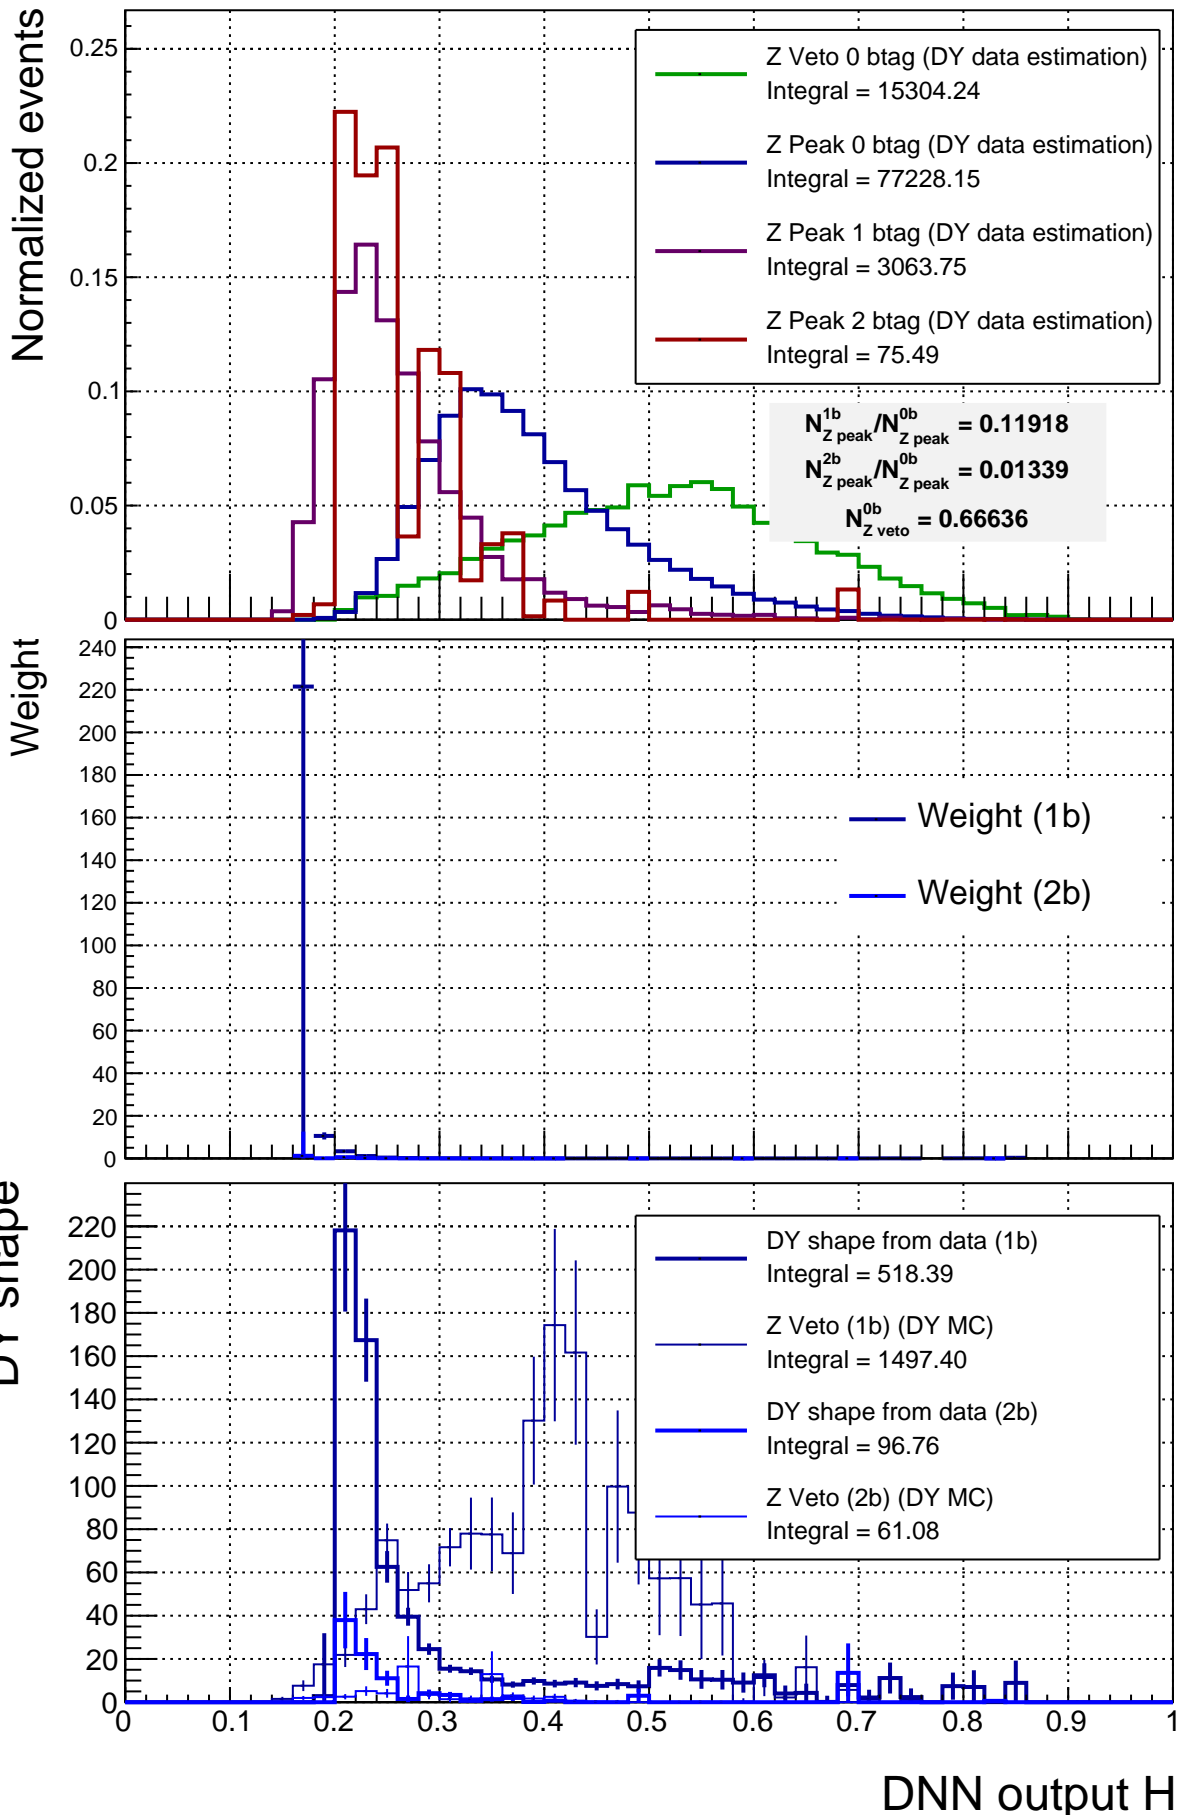 Normalized events
0.25
0.2
0.15
0.1
0.05
0
Z Veto 0 btag (DY data estimation)
Integral = 15304.24
Z Peak 0 btag (DY data estimation)
Integral = 77228.15
Z Peak 1 btag (DY data estimation)
Integral = 3063.75
Z Peak 2 btag (DY data estimation)
Integral = 75.49
N^{1b}_{Z peak}/N^{0b}_{Z peak} = 0.11918
N^{2b}_{Z peak}/N^{0b}_{Z peak} = 0.01339
N^{0b}_{Z veto} = 0.66636
Weight
240
220
200
180
160
140
120
100
80
60
40
20
0
Weight (1b)
Weight (2b)
DY shape
220
200
180
160
140
120
100
80
60
40
20
0
DY shape from data (1b)
Integral = 518.39
Z Veto (1b) (DY MC)
Integral = 1497.40
DY shape from data (2b)
Integral = 96.76
Z Veto (2b) (DY MC)
Integral = 61.08
0 0.1 0.2 0.3 0.4 0.5 0.6 0.7 0.8 0.9 1
DNN output H